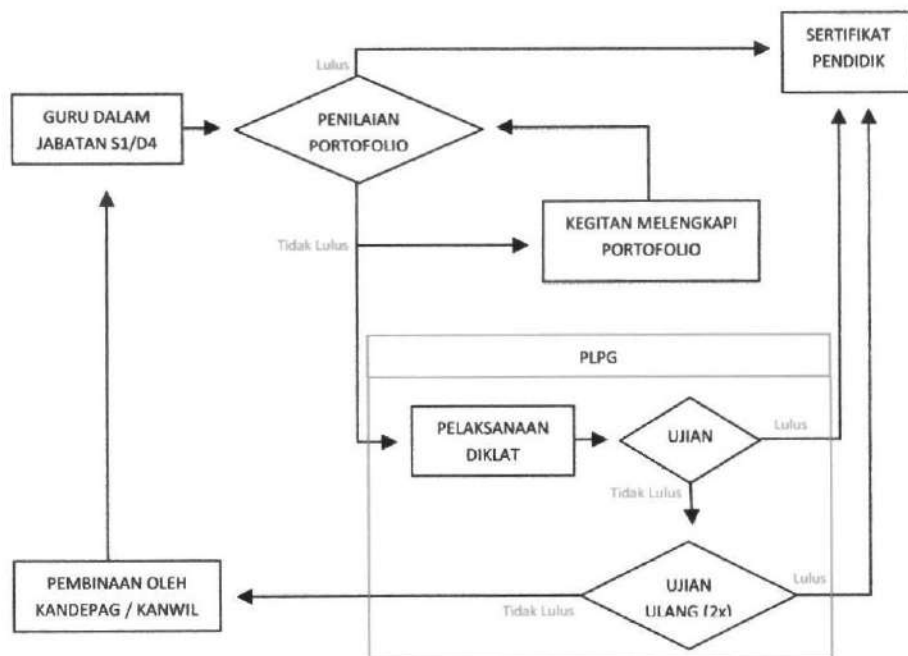 SERTIFIKAT
PENDIDIK
Lulus
GURU DALAM
JABATAN S1/D4
PENILAIAN
PORTOFOLIO
Tidak Lulus
KEGITAN MELENGKAPI
PORTOFOLIO
PLPG
PELAKSANAAN
DIKLAT
UJIAN
Lulus
Tidak Lulus
PEMBINAAN OLEH
KANDEPAG / KANWIL
Tidak Lulus
UJIAN
ULANG (2x)
Lulus